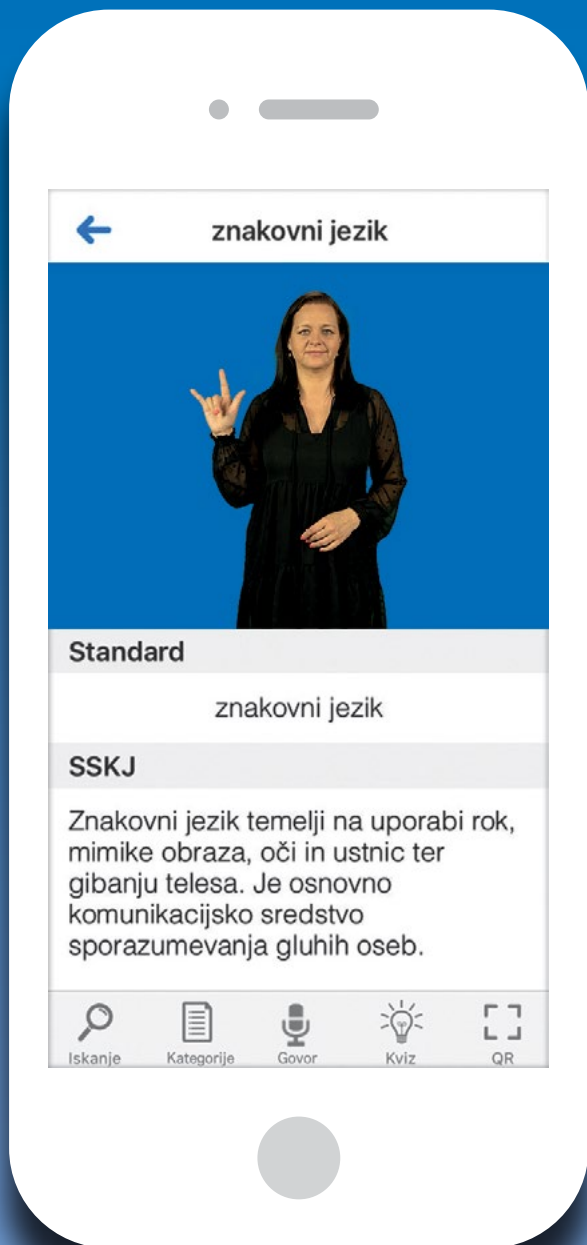 znakovni jezik
Standard
znakovni jezik
SSKJ
Znakovni jezik temelji na uporabi rok,
mimike obraza, oči in ustnic ter
gibanju telesa. Je osnovno
komunikacijsko sredstvo
sporazumevanja gluhih oseb.
Iskanje Kategorije Govor Kviz QR